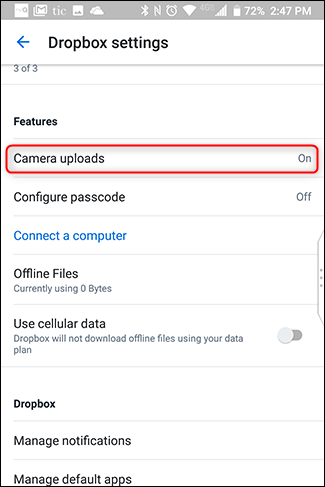 tic 4G 72% 2:47 PM
Dropbox settings
3 of 3
Features
Camera uploads On
Configure passcode Off
Connect a computer
Offline Files
Currently using 0 Bytes
Use cellular data
Dropbox will not download offline files using your data
plan
Dropbox
Manage notifications
Manage default apps